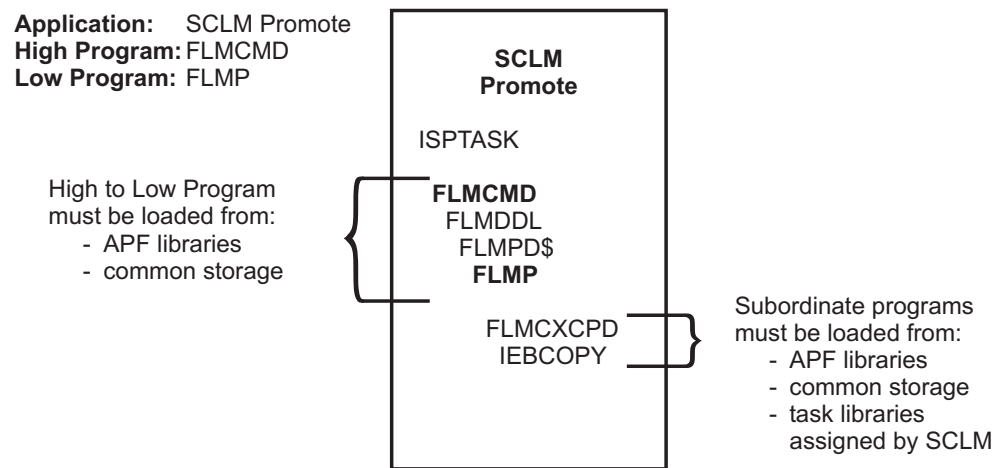 Application: SCLM Promote
High Program: FLMCMD
Low Program: FLMP
SCLM
Promote
ISPTASK
High to Low Program
must be loaded from:
- APF libraries
- common storage
FLMCMD
FLMDDL
FLMPD$
FLMP
FLMCXCPD
IEBCOPY
Subordinate programs
must be loaded from:
- APF libraries
- common storage
- task libraries
assigned by SCLM